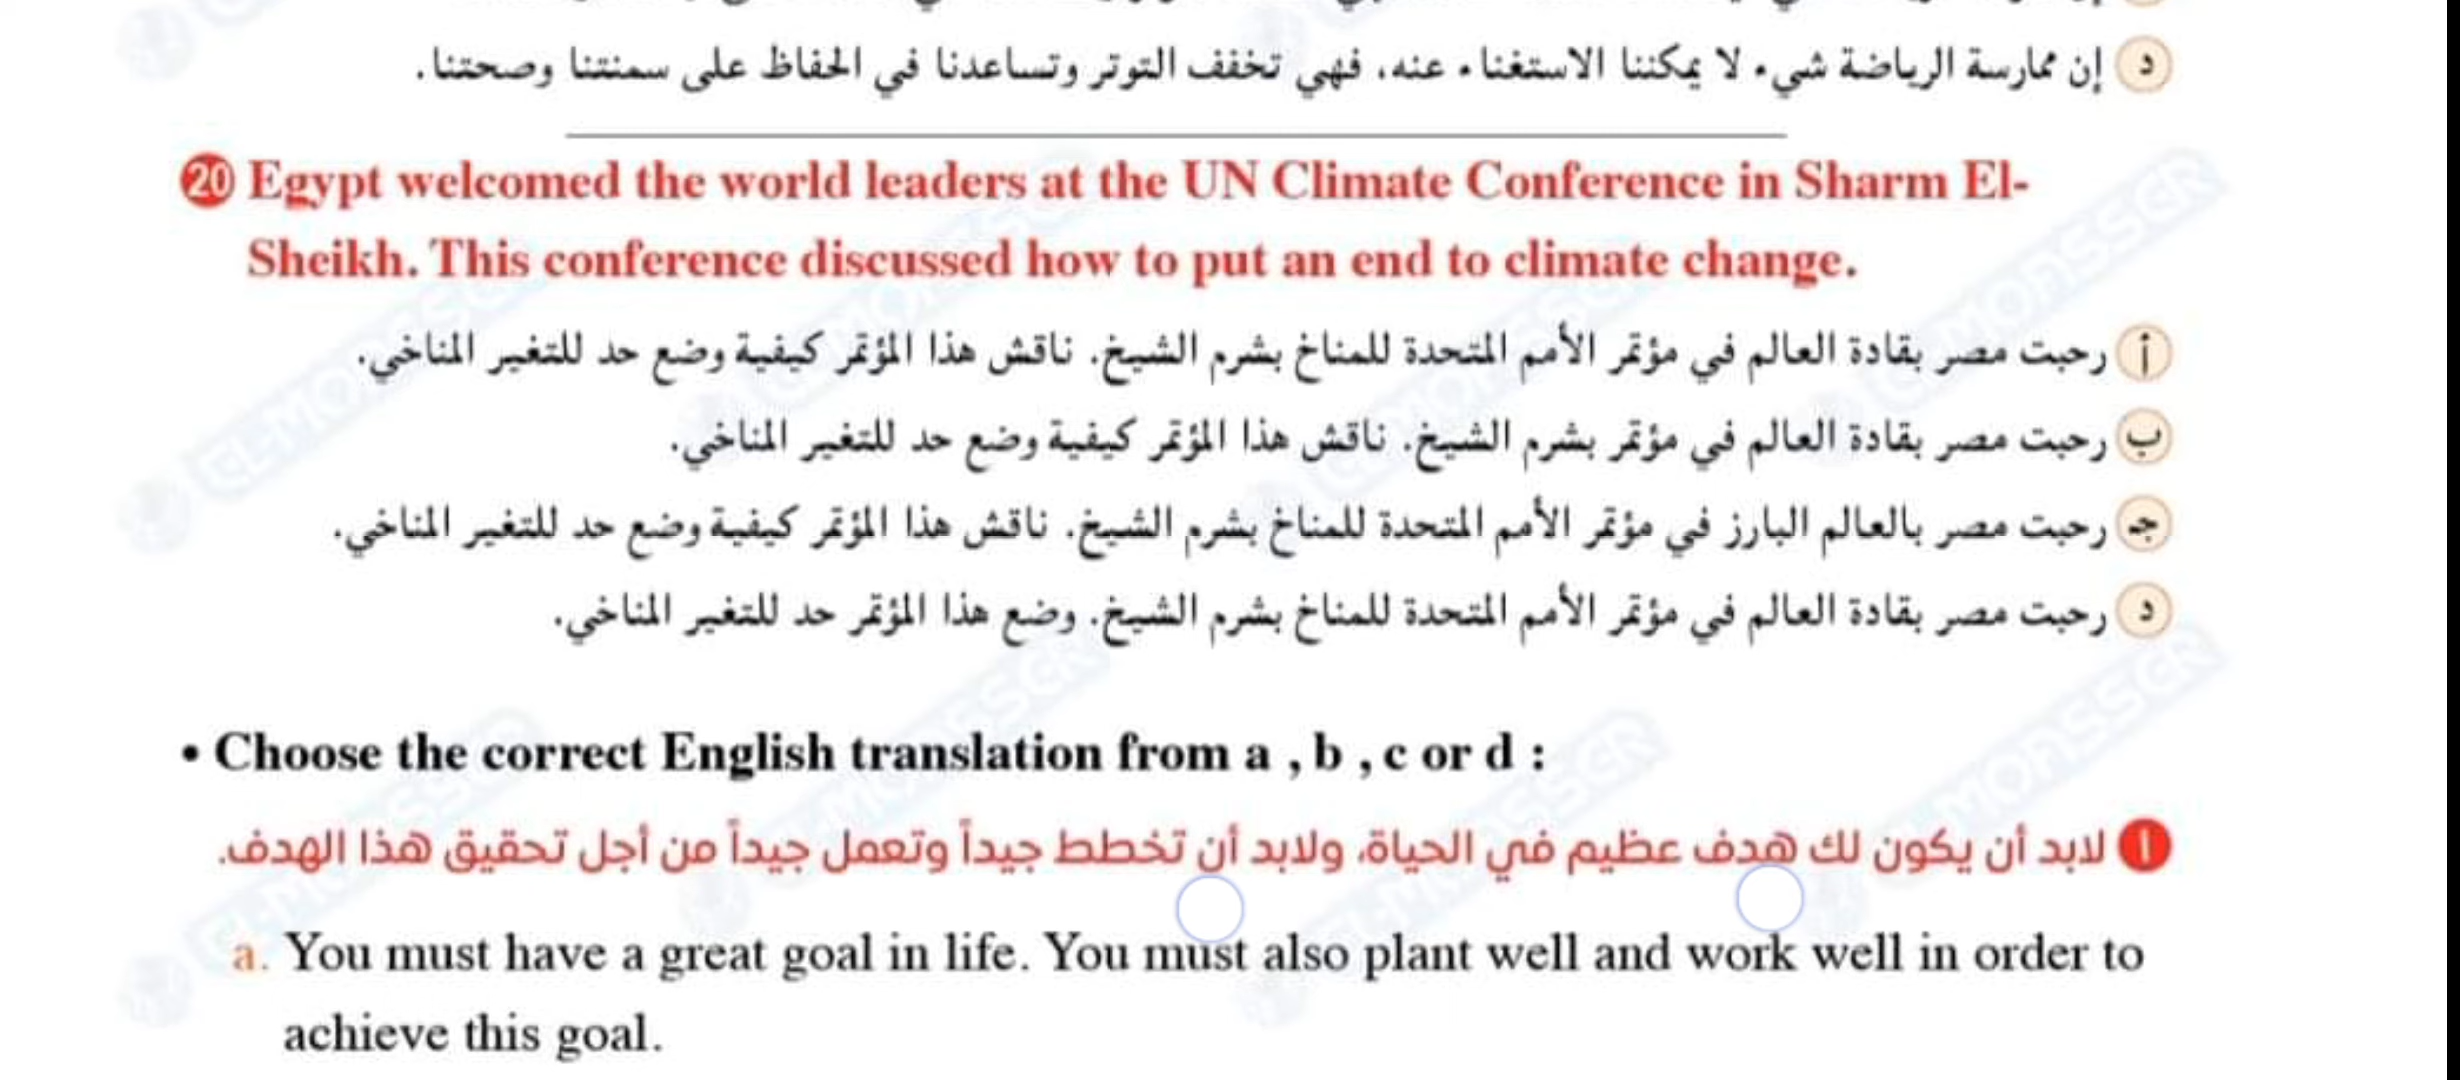 د إن ممارسة الرياضة شيء لا يمكننا الاستغناء عنه، فهي تخفف التوتر وتساعدنا في الحفاظ على سمنتنا وصحتنا.
20 Egypt welcomed the world leaders at the UN Climate Conference in Sharm El-
Sheikh. This conference discussed how to put an end to climate change.
أ رحبت مصر بقادة العالم في مؤتمر الأمم المتحدة للمناخ بشرم الشيخ. ناقش هذا المؤتمر كيفية وضع حد للتغير المناخي.
ب رحبت مصر بقادة العالم في مؤتمر بشرم الشيخ. ناقش هذا المؤتمر كيفية وضع حد للتغير المناخي.
جـ رحبت مصر بالعالم البارز في مؤتمر الأمم المتحدة للمناخ بشرم الشيخ. ناقش هذا المؤتمر كيفية وضع حد للتغير المناخي.
د رحبت مصر بقادة العالم في مؤتمر الأمم المتحدة للمناخ بشرم الشيخ. وضع هذا المؤتمر حد للتغير المناخي.
• Choose the correct English translation from a , b , c or d :
١ لابد أن يكون لك هدف عظيم في الحياة، ولابد أن تخطط جيداً وتعمل جيداً من أجل تحقيق هذا الهدف.
a. You must have a great goal in life. You must also plant well and work well in order to
achieve this goal.